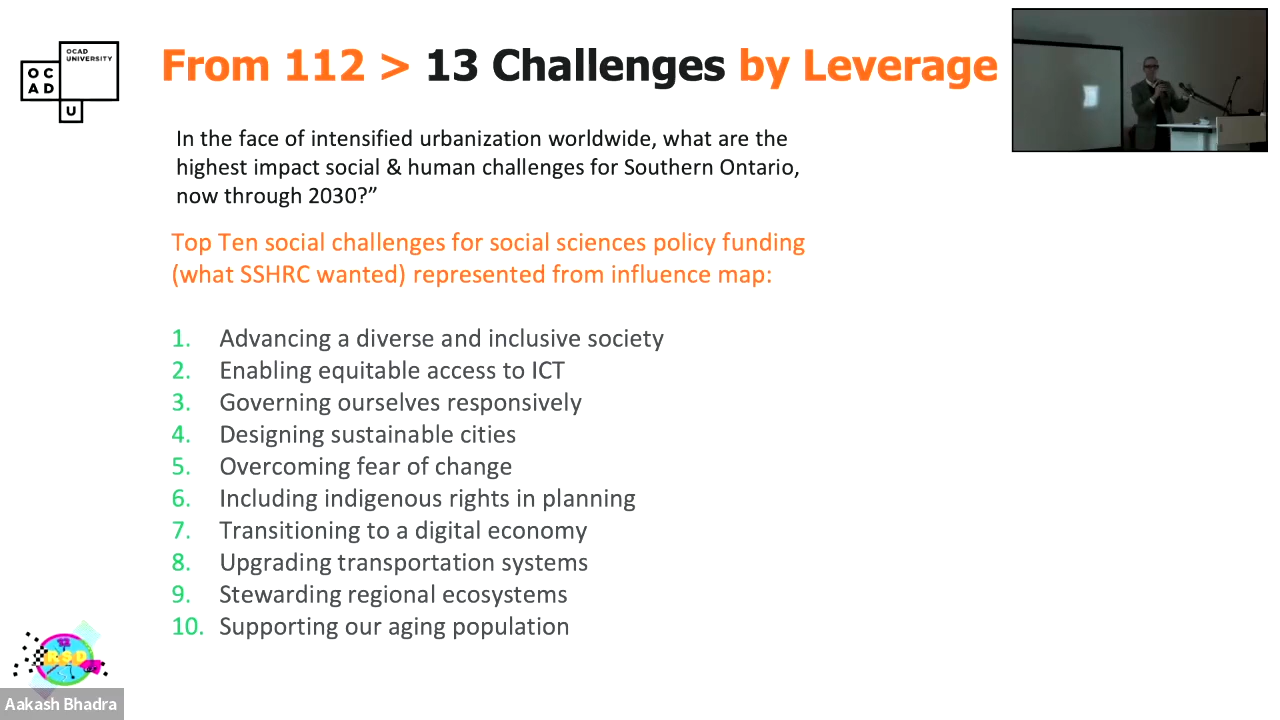 OCAD
UNIVERSITY
OC
AD
U
From 112 > 13 Challenges by Leverage
In the face of intensified urbanization worldwide, what are the
highest impact social & human challenges for Southern Ontario,
now through 2030?”
Top Ten social challenges for social sciences policy funding
(what SSHRC wanted) represented from influence map:
1. Advancing a diverse and inclusive society
2. Enabling equitable access to ICT
3. Governing ourselves responsively
4. Designing sustainable cities
5. Overcoming fear of change
6. Including indigenous rights in planning
7. Transitioning to a digital economy
8. Upgrading transportation systems
9. Stewarding regional ecosystems
10. Supporting our aging population
RSD
Aakash Bhadra